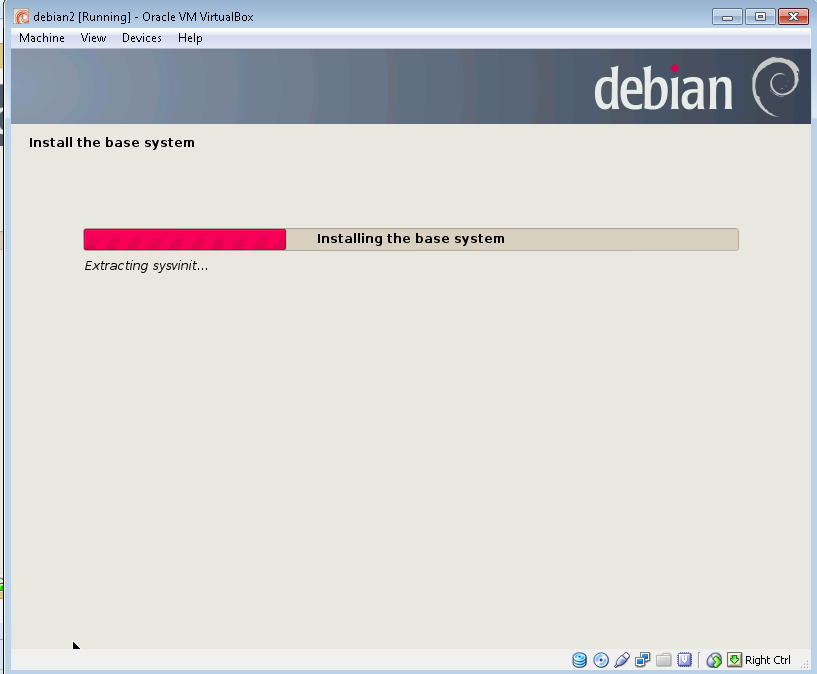 debian2 [Running] - Oracle VM VirtualBox
Machine View Devices Help
debian
Install the base system
Installing the base system
Extracting sysvinit...
Right Ctrl